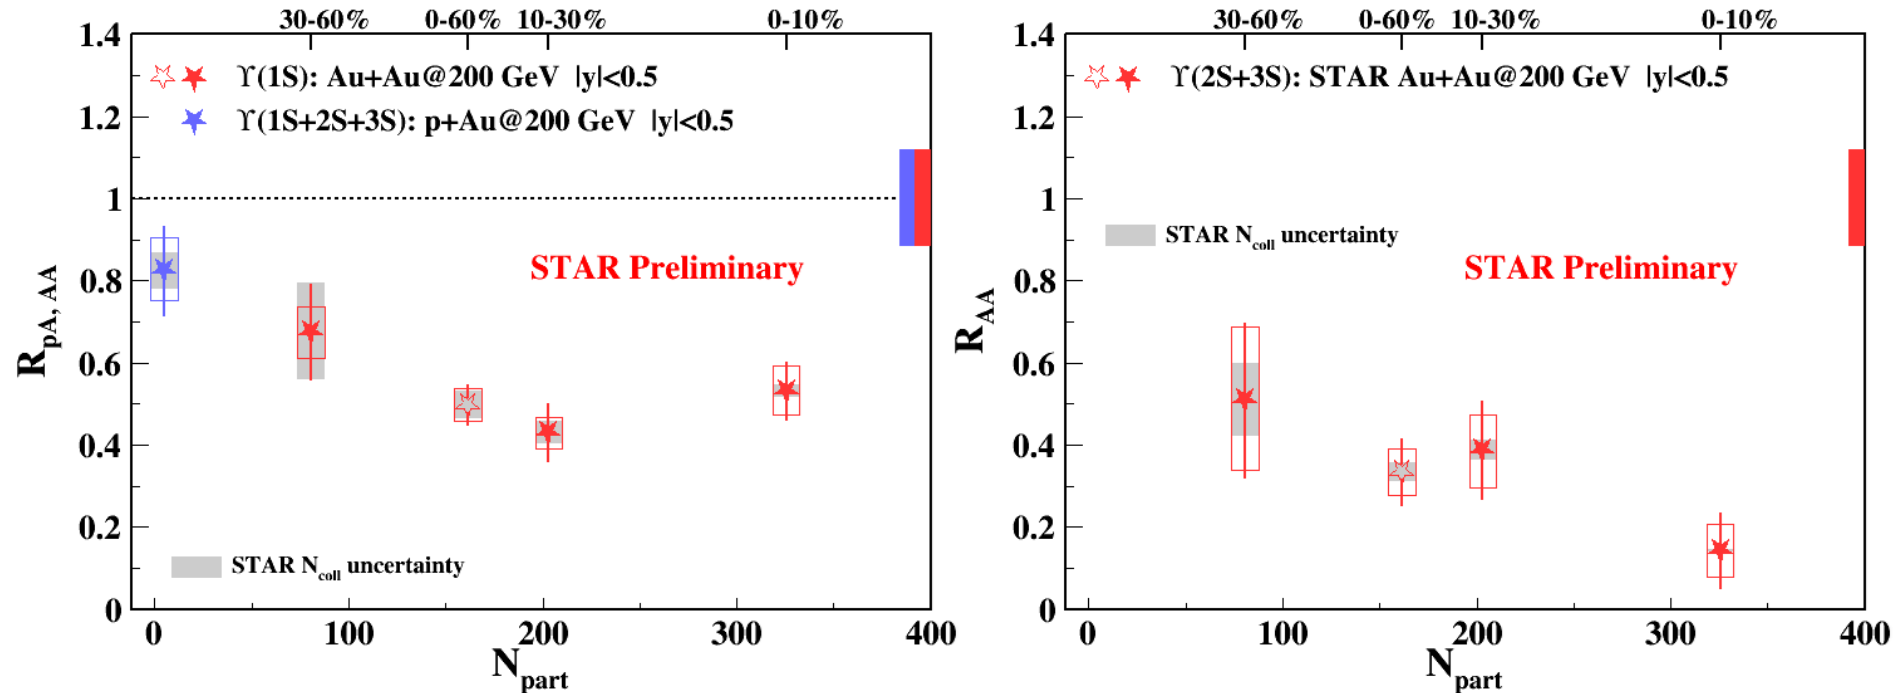 30-60% 0-60% 10-30% 0-10%
1.4
ϒ(1S): Au+Au@200 GeV |y|<0.5
1.2
ϒ(1S+2S+3S): p+Au@200 GeV |y|<0.5
1
STAR Preliminary
0.8
0.6
0.4
0.2
STAR N_coll uncertainty
0
0 100 200 300 400
R_pA, AA
N_part
30-60% 0-60% 10-30% 0-10%
1.4
ϒ(2S+3S): STAR Au+Au@200 GeV |y|<0.5
1.2
1
STAR N_coll uncertainty
STAR Preliminary
0.8
0.6
0.4
0.2
0
0 100 200 300 400
R_AA
N_part